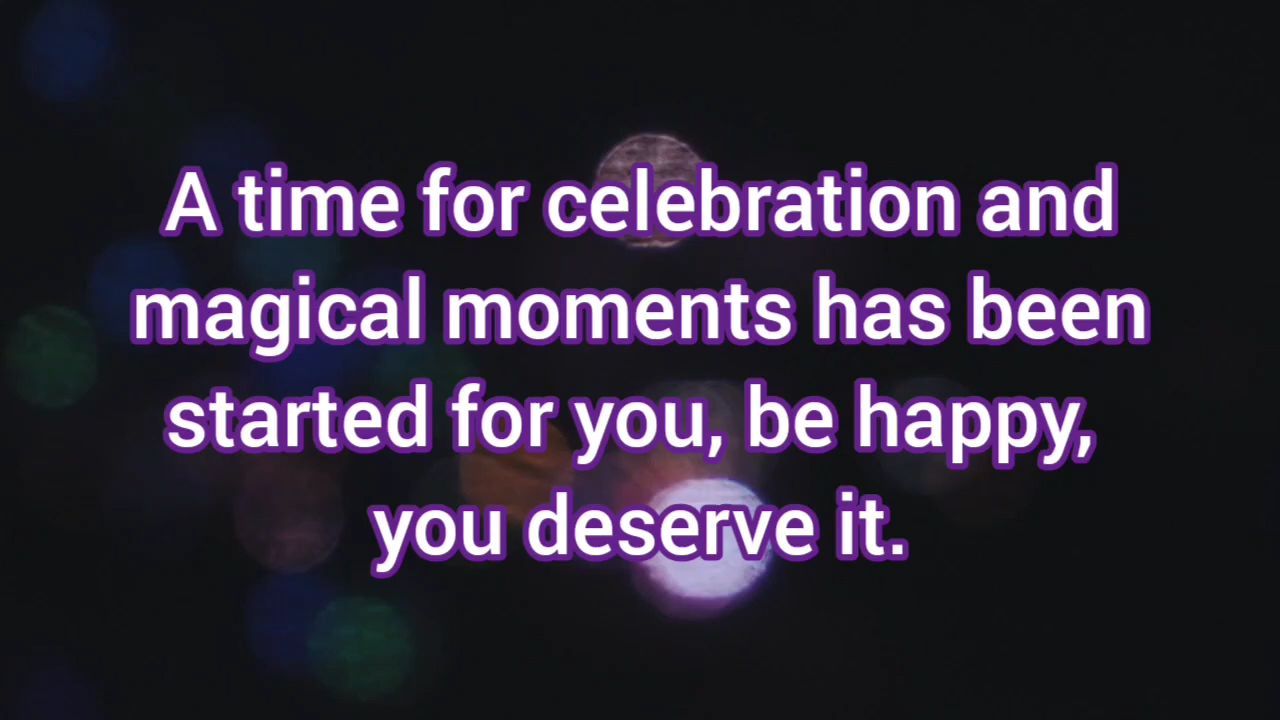 A time for celebration and
magical moments has been
started for you, be happy,
you deserve it.